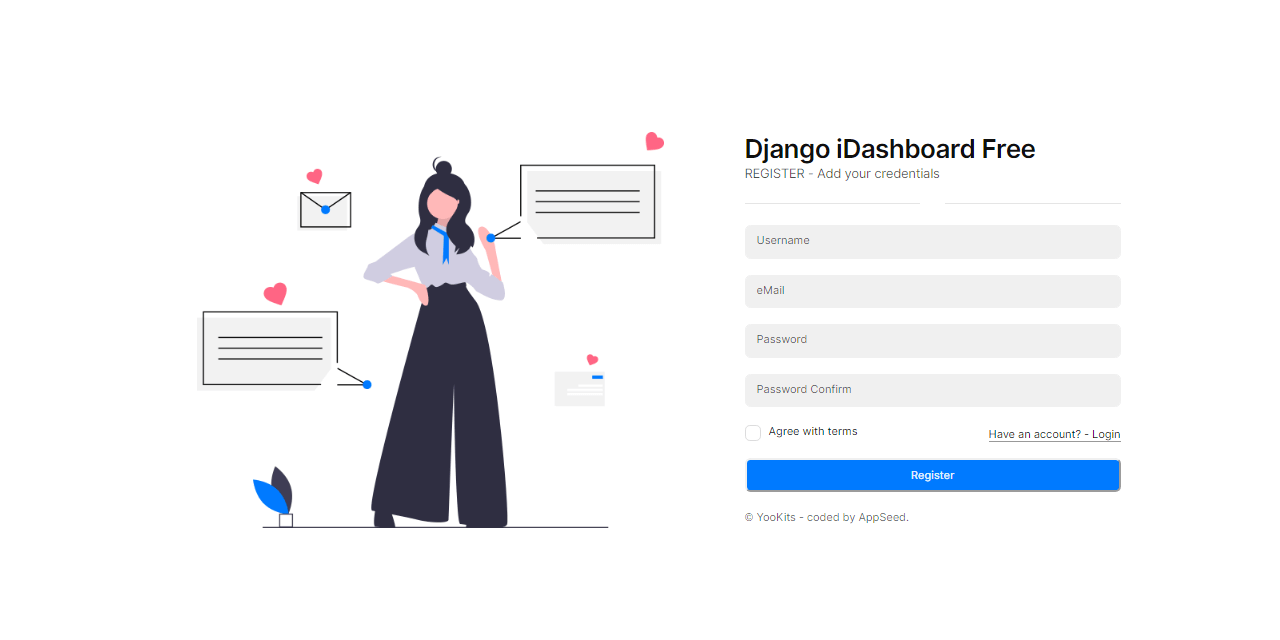 Django iDashboard Free
REGISTER - Add your credentials
Username
eMail
Password
Password Confirm
Agree with terms
Have an account? - Login
Register
© YooKits - coded by AppSeed.